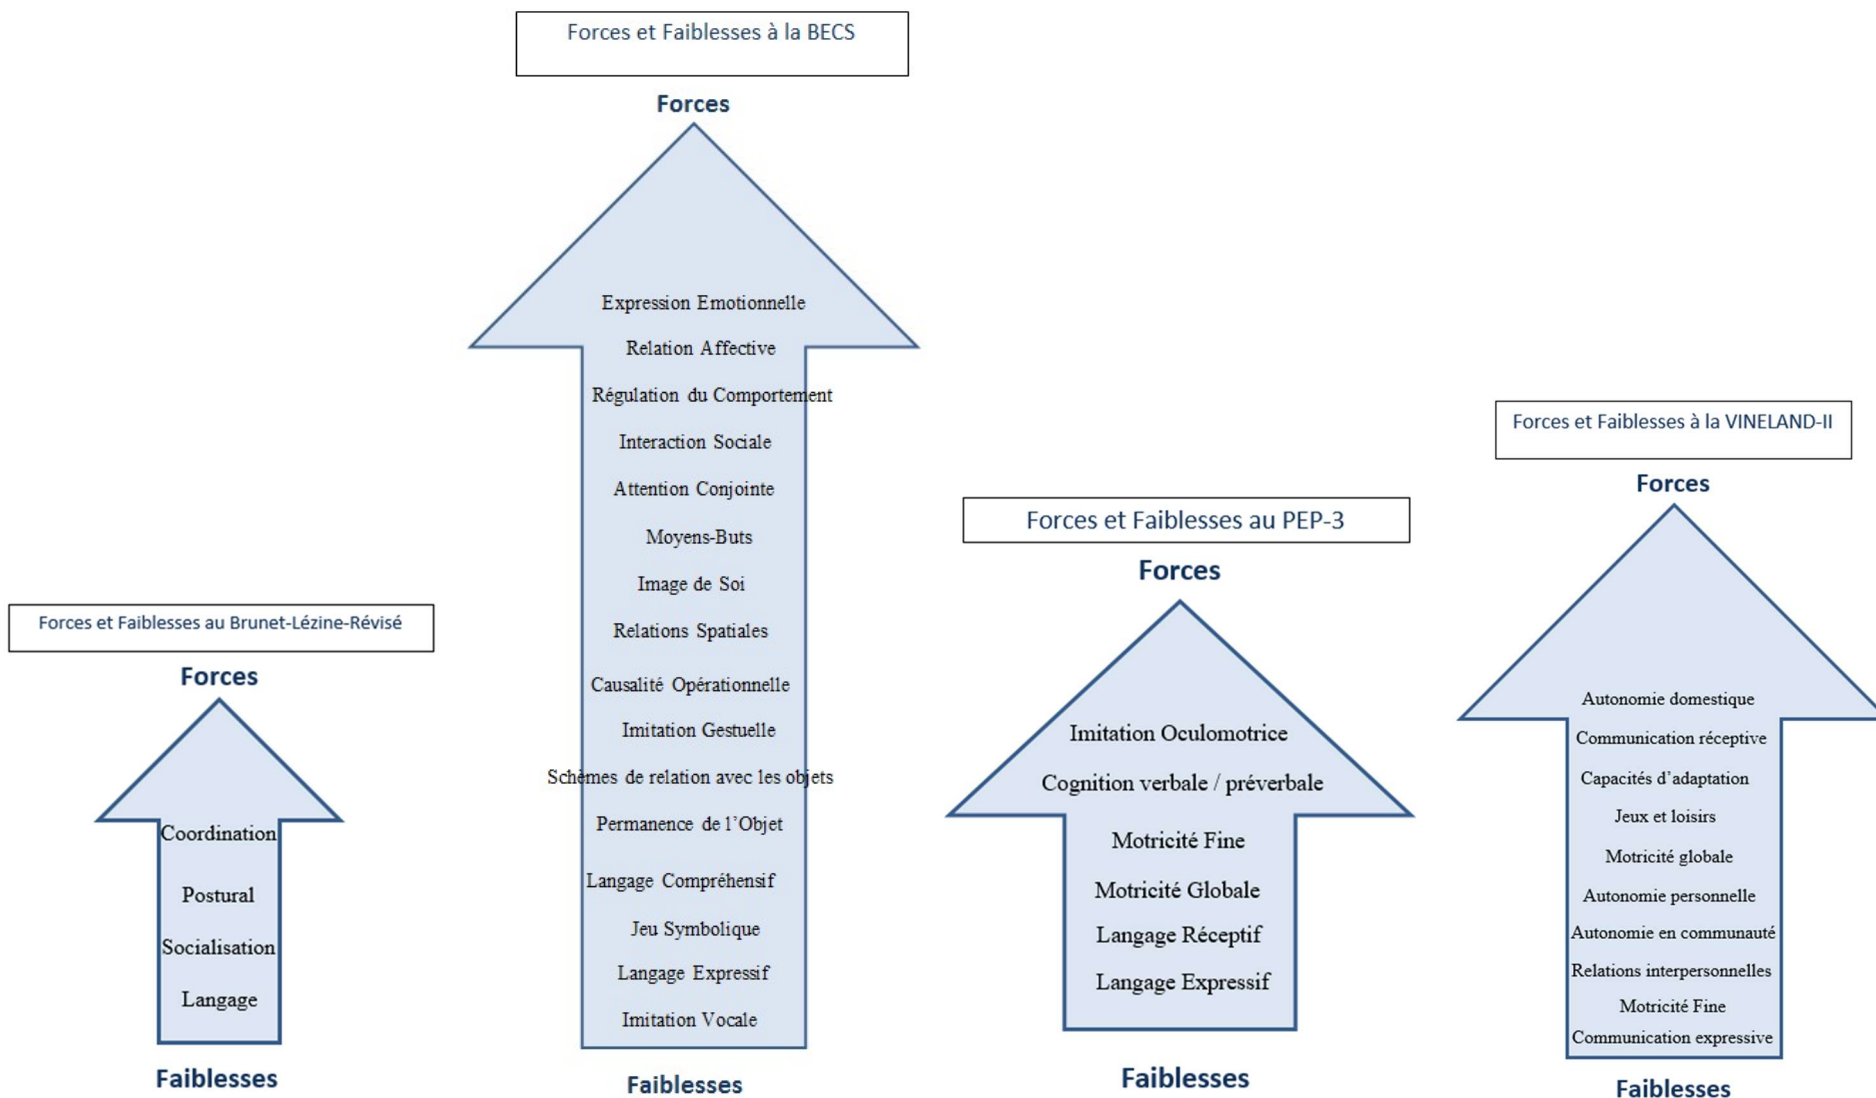 Forces et Faiblesses au Brunet-Lézine-Révisé
Forces
Coordination
Postural
Socialisation
Langage
Faiblesses
Forces et Faiblesses à la BECS
Forces
Expression Emotionnelle
Relation Affective
Régulation du Comportement
Interaction Sociale
Attention Conjointe
Moyens-Buts
Image de Soi
Relations Spatiales
Causalité Opérationnelle
Imitation Gestuelle
Schèmes de relation avec les objets
Permanence de l'Objet
Langage Compréhensif
Jeu Symbolique
Langage Expressif
Imitation Vocale
Faiblesses
Forces et Faiblesses au PEP-3
Forces
Imitation Oculomotrice
Cognition verbale / préverbale
Motricité Fine
Motricité Globale
Langage Réceptif
Langage Expressif
Faiblesses
Forces et Faiblesses à la VINELAND-II
Forces
Autonomie domestique
Communication réceptive
Capacités d'adaptation
Jeux et loisirs
Motricité globale
Autonomie personnelle
Autonomie en communauté
Relations interpersonnelles
Motricité Fine
Communication expressive
Faiblesses